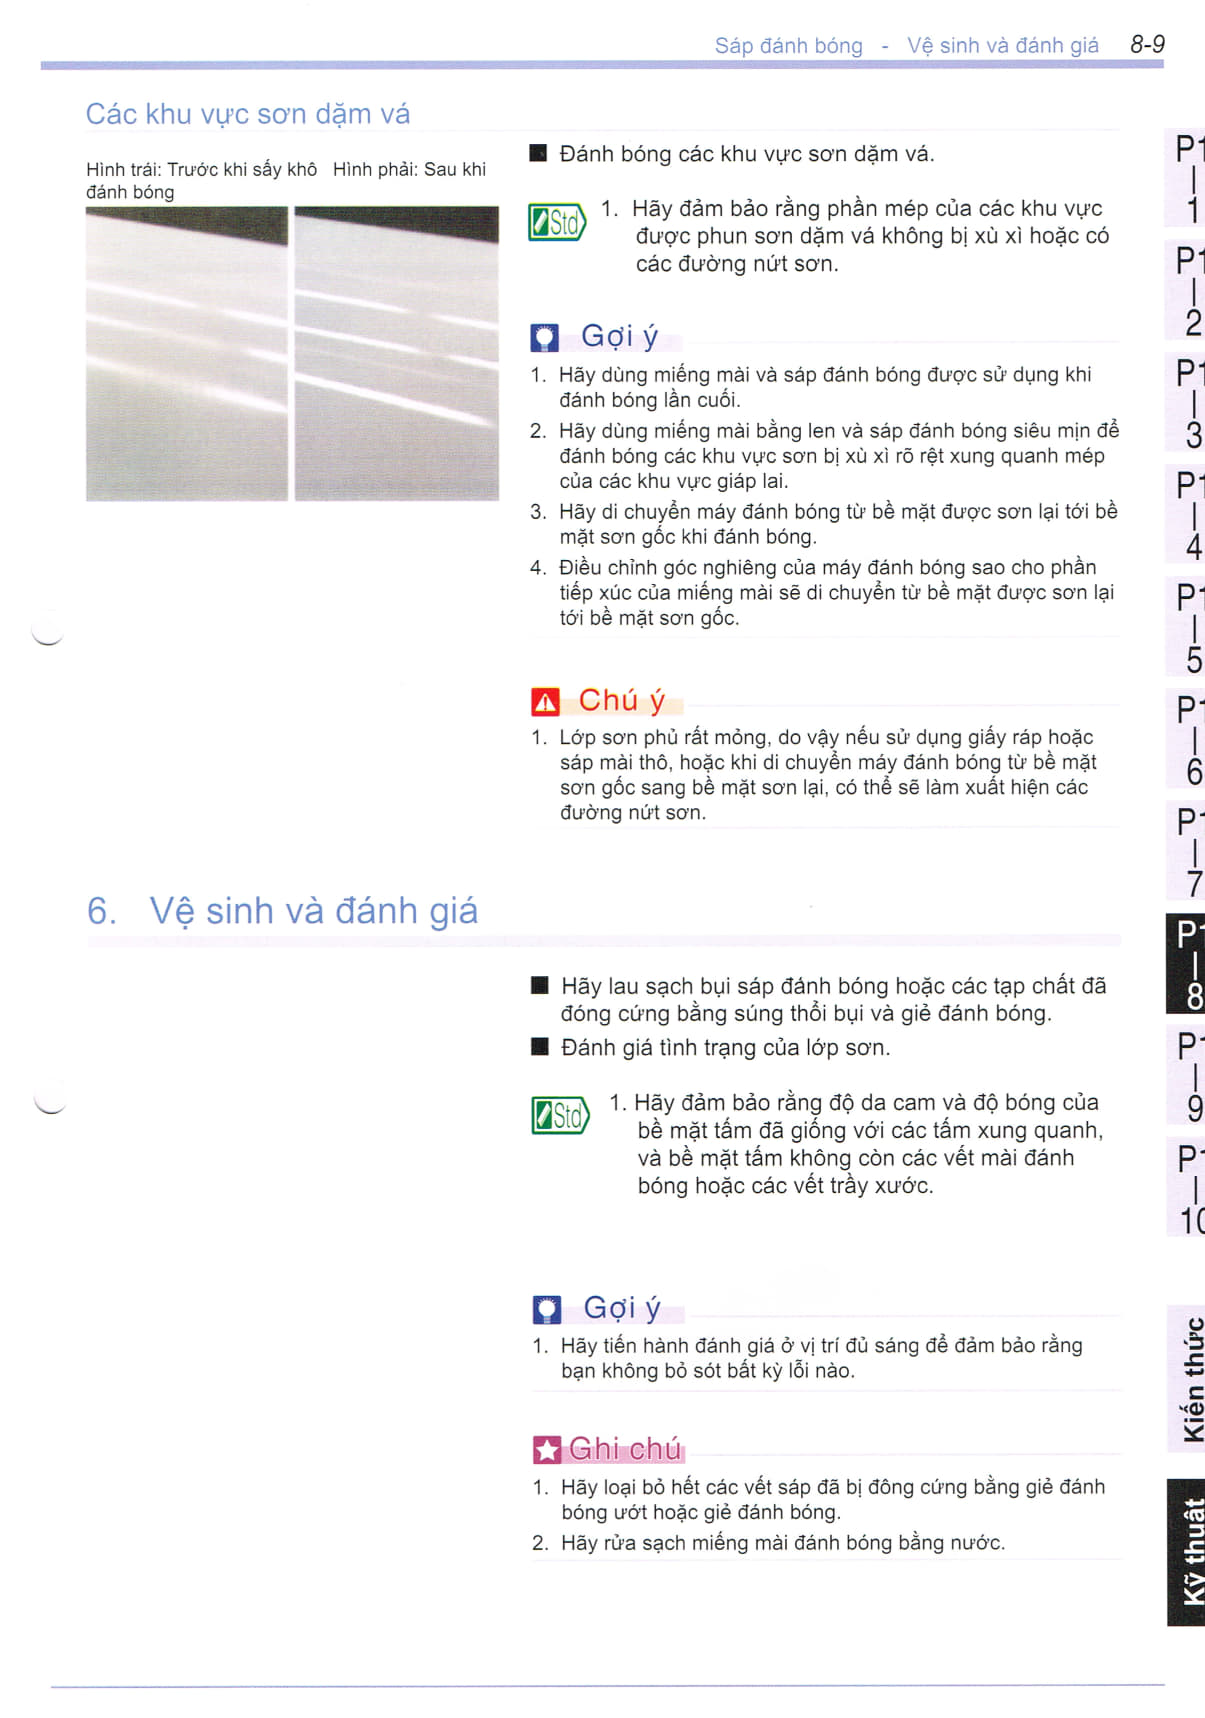 Sáp đánh bóng - Vệ sinh và đánh giá 8-9
Các khu vực sơn dặm vá
Hình trái: Trước khi sấy khô Hình phải: Sau khi
đánh bóng
■ Đánh bóng các khu vực sơn dặm vá.
Std
1. Hãy đảm bảo rằng phần mép của các khu vực
được phun sơn dặm vá không bị xù xì hoặc có
các đường nứt sơn.
Gợi ý
1. Hãy dùng miếng mài và sáp đánh bóng được sử dụng khi
đánh bóng lần cuối.
2. Hãy dùng miếng mài bằng len và sáp đánh bóng siêu mịn để
đánh bóng các khu vực sơn bị xù xì rõ rệt xung quanh mép
của các khu vực giáp lai.
3. Hãy di chuyển máy đánh bóng từ bề mặt được sơn lại tới bề
mặt sơn gốc khi đánh bóng.
4. Điều chỉnh góc nghiêng của máy đánh bóng sao cho phần
tiếp xúc của miếng mài sẽ di chuyển từ bề mặt được sơn lại
tới bề mặt sơn gốc.
Chú ý
1. Lớp sơn phủ rất mỏng, do vậy nếu sử dụng giấy ráp hoặc
sáp mài thô, hoặc khi di chuyển máy đánh bóng từ bề mặt
sơn gốc sang bề mặt sơn lại, có thể sẽ làm xuất hiện các
đường nứt sơn.
6. Vệ sinh và đánh giá
■ Hãy lau sạch bụi sáp đánh bóng hoặc các tạp chất đã
đóng cứng bằng súng thổi bụi và giẻ đánh bóng.
■ Đánh giá tình trạng của lớp sơn.
Std
1. Hãy đảm bảo rằng độ da cam và độ bóng của
bề mặt tấm đã giống với các tấm xung quanh,
và bề mặt tấm không còn các vết mài đánh
bóng hoặc các vết trầy xước.
Gợi ý
1. Hãy tiến hành đánh giá ở vị trí đủ sáng để đảm bảo rằng
bạn không bỏ sót bất kỳ lỗi nào.
Ghi chú
1. Hãy loại bỏ hết các vết sáp đã bị đông cứng bằng giẻ đánh
bóng ướt hoặc giẻ đánh bóng.
2. Hãy rửa sạch miếng mài đánh bóng bằng nước.
P1
1
P1
2
P1
3
P1
4
P1
5
P1
6
P1
7
P1
8
P1
9
P1
10
Kiến thức
Kỹ thuật